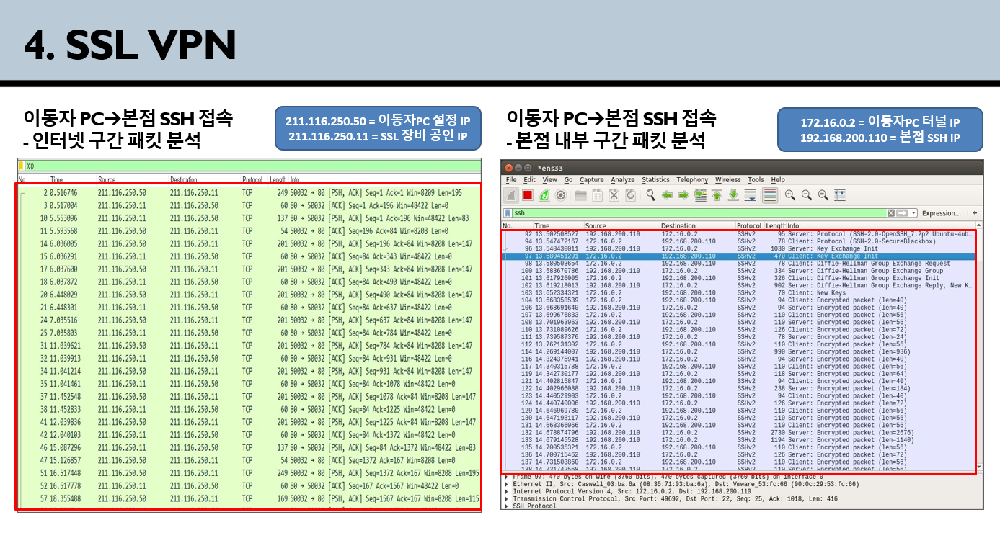 4. SSL VPN
이동자 PC→본점 SSH 접속
- 인터넷 구간 패킷 분석
211.116.250.50 = 이동자PC 설정 IP
211.116.250.11 = SSL 장비 공인 IP
tcp
No. Time Source Destination Protocol Length Info
2 0.516746 211.116.250.50 211.116.250.11 TCP 249 50032 → 80 [PSH, ACK] Seq=1 Ack=1 Win=8209 Len=195
3 0.517004 211.116.250.11 211.116.250.50 TCP 60 80 → 50032 [ACK] Seq=1 Ack=196 Win=48422 Len=0
10 5.553096 211.116.250.11 211.116.250.50 TCP 137 80 → 50032 [PSH, ACK] Seq=1 Ack=196 Win=48422 Len=83
11 5.593568 211.116.250.50 211.116.250.11 TCP 54 50032 → 80 [ACK] Seq=196 Ack=84 Win=8208 Len=0
14 6.036005 211.116.250.50 211.116.250.11 TCP 201 50032 → 80 [PSH, ACK] Seq=196 Ack=84 Win=8208 Len=147
15 6.036291 211.116.250.11 211.116.250.50 TCP 60 80 → 50032 [ACK] Seq=84 Ack=343 Win=48422 Len=0
17 6.037600 211.116.250.50 211.116.250.11 TCP 201 50032 → 80 [PSH, ACK] Seq=343 Ack=84 Win=8208 Len=147
18 6.037872 211.116.250.11 211.116.250.50 TCP 60 80 → 50032 [ACK] Seq=84 Ack=490 Win=48422 Len=0
20 6.448029 211.116.250.50 211.116.250.11 TCP 201 50032 → 80 [PSH, ACK] Seq=490 Ack=84 Win=8208 Len=147
21 6.448301 211.116.250.11 211.116.250.50 TCP 60 80 → 50032 [ACK] Seq=84 Ack=637 Win=48422 Len=0
24 7.035516 211.116.250.50 211.116.250.11 TCP 201 50032 → 80 [PSH, ACK] Seq=637 Ack=84 Win=8208 Len=147
25 7.035803 211.116.250.11 211.116.250.50 TCP 60 80 → 50032 [ACK] Seq=84 Ack=784 Win=48422 Len=0
31 11.039621 211.116.250.50 211.116.250.11 TCP 201 50032 → 80 [PSH, ACK] Seq=784 Ack=84 Win=8208 Len=147
32 11.039913 211.116.250.11 211.116.250.50 TCP 60 80 → 50032 [ACK] Seq=84 Ack=931 Win=48422 Len=0
34 11.041214 211.116.250.50 211.116.250.11 TCP 201 50032 → 80 [PSH, ACK] Seq=931 Ack=84 Win=8208 Len=147
35 11.041461 211.116.250.11 211.116.250.50 TCP 60 80 → 50032 [ACK] Seq=84 Ack=1078 Win=48422 Len=0
37 11.452548 211.116.250.50 211.116.250.11 TCP 201 50032 → 80 [PSH, ACK] Seq=1078 Ack=84 Win=8208 Len=147
38 11.452833 211.116.250.11 211.116.250.50 TCP 60 80 → 50032 [ACK] Seq=84 Ack=1225 Win=48422 Len=0
41 12.039836 211.116.250.50 211.116.250.11 TCP 201 50032 → 80 [PSH, ACK] Seq=1225 Ack=84 Win=8208 Len=147
42 12.040103 211.116.250.11 211.116.250.50 TCP 60 80 → 50032 [ACK] Seq=84 Ack=1372 Win=48422 Len=0
46 15.087296 211.116.250.11 211.116.250.50 TCP 137 80 → 50032 [PSH, ACK] Seq=84 Ack=1372 Win=48422 Len=83
47 15.126857 211.116.250.50 211.116.250.11 TCP 54 50032 → 80 [ACK] Seq=1372 Ack=167 Win=8208 Len=0
51 16.517448 211.116.250.50 211.116.250.11 TCP 249 50032 → 80 [PSH, ACK] Seq=1372 Ack=167 Win=8208 Len=195
52 16.517778 211.116.250.11 211.116.250.50 TCP 60 80 → 50032 [ACK] Seq=167 Ack=1567 Win=48422 Len=0
57 18.355488 211.116.250.50 211.116.250.11 TCP 169 50032 → 80 [PSH, ACK] Seq=1567 Ack=167 Win=8208 Len=115
이동자 PC→본점 SSH 접속
- 본점 내부 구간 패킷 분석
172.16.0.2 = 이동자PC 터널 IP
192.168.200.110 = 본점 SSH IP
*ens33
File Edit View Go Capture Analyze Statistics Telephony Wireless Tools Help
ssh Expression... +
No. Time Source Destination Protocol Length Info
92 13.502508527 192.168.200.110 172.16.0.2 SSHv2 95 Server: Protocol (SSH-2.0-OpenSSH_7.2p2 Ubuntu-4ub…
94 13.547472167 172.16.0.2 192.168.200.110 SSHv2 78 Client: Protocol (SSH-2.0-SecureBlackbox)
96 13.548430011 192.168.200.110 172.16.0.2 SSHv2 1030 Server: Key Exchange Init
97 13.580451291 172.16.0.2 192.168.200.110 SSHv2 470 Client: Key Exchange Init
98 13.580503654 172.16.0.2 192.168.200.110 SSHv2 78 Client: Diffie-Hellman Group Exchange Request
100 13.583670786 192.168.200.110 172.16.0.2 SSHv2 334 Server: Diffie-Hellman Group Exchange Group
101 13.617926005 172.16.0.2 192.168.200.110 SSHv2 326 Client: Diffie-Hellman Group Exchange Init
102 13.619218013 192.168.200.110 172.16.0.2 SSHv2 902 Server: Diffie-Hellman Group Exchange Reply, New K…
103 13.652334321 172.16.0.2 192.168.200.110 SSHv2 70 Client: New Keys
104 13.668358539 172.16.0.2 192.168.200.110 SSHv2 94 Client: Encrypted packet (len=40)
106 13.668691640 192.168.200.110 172.16.0.2 SSHv2 94 Server: Encrypted packet (len=40)
107 13.699676833 172.16.0.2 192.168.200.110 SSHv2 110 Client: Encrypted packet (len=56)
108 13.701963963 192.168.200.110 172.16.0.2 SSHv2 110 Server: Encrypted packet (len=56)
110 13.731089626 172.16.0.2 192.168.200.110 SSHv2 126 Client: Encrypted packet (len=72)
111 13.739587376 192.168.200.110 172.16.0.2 SSHv2 78 Server: Encrypted packet (len=24)
112 13.762131302 172.16.0.2 192.168.200.110 SSHv2 110 Client: Encrypted packet (len=56)
114 14.269144007 192.168.200.110 172.16.0.2 SSHv2 990 Server: Encrypted packet (len=936)
116 14.324375941 192.168.200.110 172.16.0.2 SSHv2 94 Server: Encrypted packet (len=40)
117 14.340315788 172.16.0.2 192.168.200.110 SSHv2 110 Client: Encrypted packet (len=56)
119 14.342730177 192.168.200.110 172.16.0.2 SSHv2 118 Server: Encrypted packet (len=64)
121 14.402815847 172.16.0.2 192.168.200.110 SSHv2 94 Client: Encrypted packet (len=40)
122 14.402966088 192.168.200.110 172.16.0.2 SSHv2 238 Server: Encrypted packet (len=184)
123 14.440529903 172.16.0.2 192.168.200.110 SSHv2 94 Client: Encrypted packet (len=40)
124 14.440740006 192.168.200.110 172.16.0.2 SSHv2 126 Server: Encrypted packet (len=72)
129 14.646969780 172.16.0.2 192.168.200.110 SSHv2 110 Client: Encrypted packet (len=56)
130 14.647198117 192.168.200.110 172.16.0.2 SSHv2 110 Server: Encrypted packet (len=56)
131 14.668366066 172.16.0.2 192.168.200.110 SSHv2 110 Client: Encrypted packet (len=56)
132 14.678874796 192.168.200.110 172.16.0.2 SSHv2 2730 Server: Encrypted packet (len=2676)
133 14.679145528 192.168.200.110 172.16.0.2 SSHv2 1194 Server: Encrypted packet (len=1140)
135 14.700535321 172.16.0.2 192.168.200.110 SSHv2 110 Client: Encrypted packet (len=56)
136 14.700715462 192.168.200.110 172.16.0.2 SSHv2 126 Server: Encrypted packet (len=72)
137 14.731503860 172.16.0.2 192.168.200.110 SSHv2 110 Client: Encrypted packet (len=56)
138 14.731742568 192.168.200.110 172.16.0.2 SSHv2 110 Server: Encrypted packet (len=56)
Frame 97: 470 bytes on wire (3760 bits), 470 bytes captured (3760 bits) on interface 0
Ethernet II, Src: Caswell_03:ba:6a (08:35:71:03:ba:6a), Dst: Vmware_53:fc:66 (00:0c:29:53:fc:66)
Internet Protocol Version 4, Src: 172.16.0.2, Dst: 192.168.200.110
Transmission Control Protocol, Src Port: 49692, Dst Port: 22, Seq: 25, Ack: 1018, Len: 416
SSH Protocol